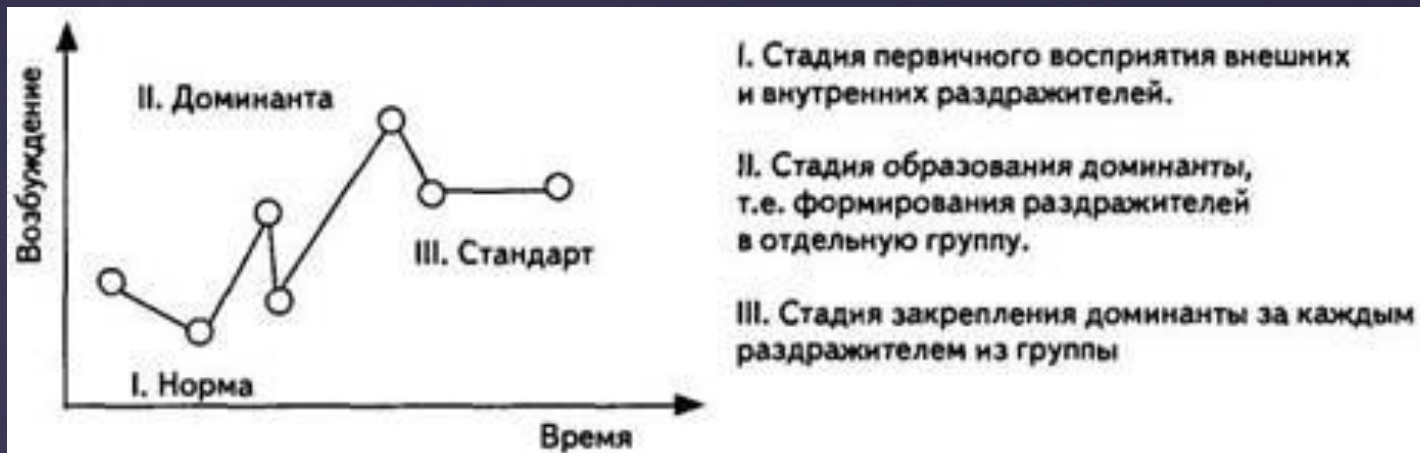 Возбуждение
II. Доминанта
III. Стандарт
I. Норма
Время
I. Стадия первичного восприятия внешних
и внутренних раздражителей.
II. Стадия образования доминанты,
т.е. формирования раздражителей
в отдельную группу.
III. Стадия закрепления доминанты за каждым
раздражителем из группы